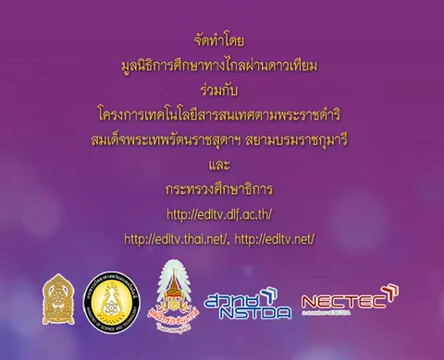 จัดทำโดย
มูลนิธิการศึกษาทางไกลผ่านดาวเทียม
ร่วมกับ
โครงการเทคโนโลยีสารสนเทศตามพระราชดำริ
สมเด็จพระเทพรัตนราชสุดาฯ สยามบรมราชกุมารี
และ
กระทรวงศึกษาธิการ
http://edltv.dlf.ac.th/
http://edltv.thai.net/, http://edltv.net/
สวทช NECTEC
NSTDA